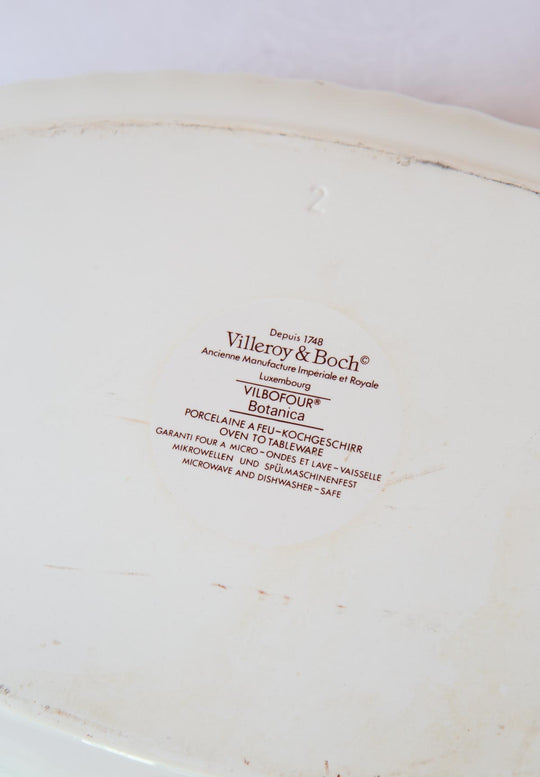 2
Depuis 1748
Villeroy & Boch©
Ancienne Manufacture Impériale et Royale
Luxembourg
VILBOFOUR®
Botanica
PORCELAINE A FEU-KOCHGESCHIRR
OVEN TO TABLEWARE
GARANTI FOUR A MICRO-ONDES ET LAVE-VAISSELLE
MIKROWELLEN UND SPÜLMASCHINENFEST
MICROWAVE AND DISHWASHER-SAFE